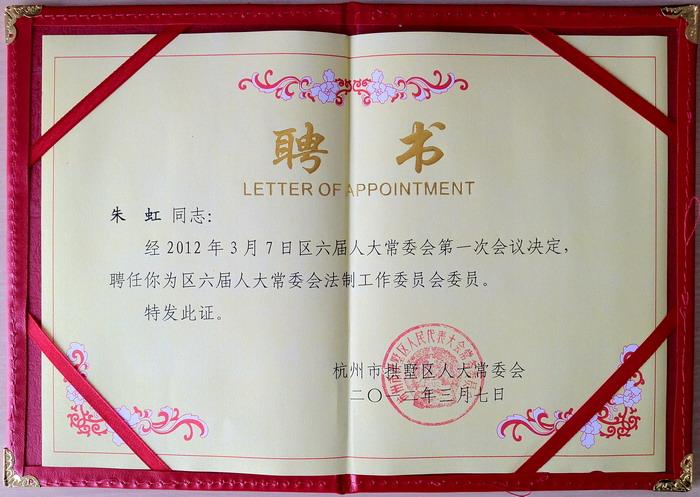 聘书
LETTER OF APPOINTMENT
朱 虹 同志:
经2012年3月7日区六届人大常委会第一次会议决定,
聘任你为区六届人大常委会法制工作委员会委员。
特发此证。
杭州市拱墅区人大常委会
二〇一二年三月七日